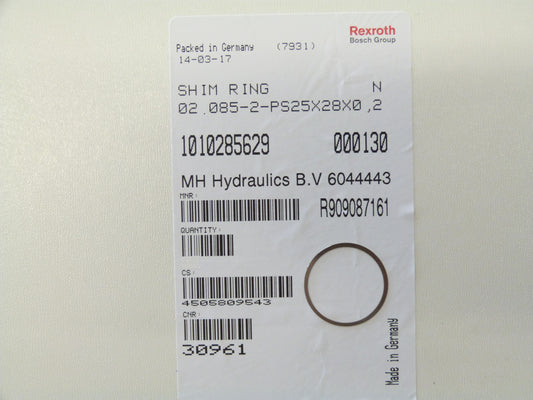 Rexroth
Bosch Group
Packed in Germany (7931)
14-03-17
SHIM RING N
02.085-2-PS25X28X0,2
1010285629 000130
MH Hydraulics B.V 6044443
MNR:
R909087161
QUANTITY:
CS:
4505809543
CNR:
30961
Made in Germany